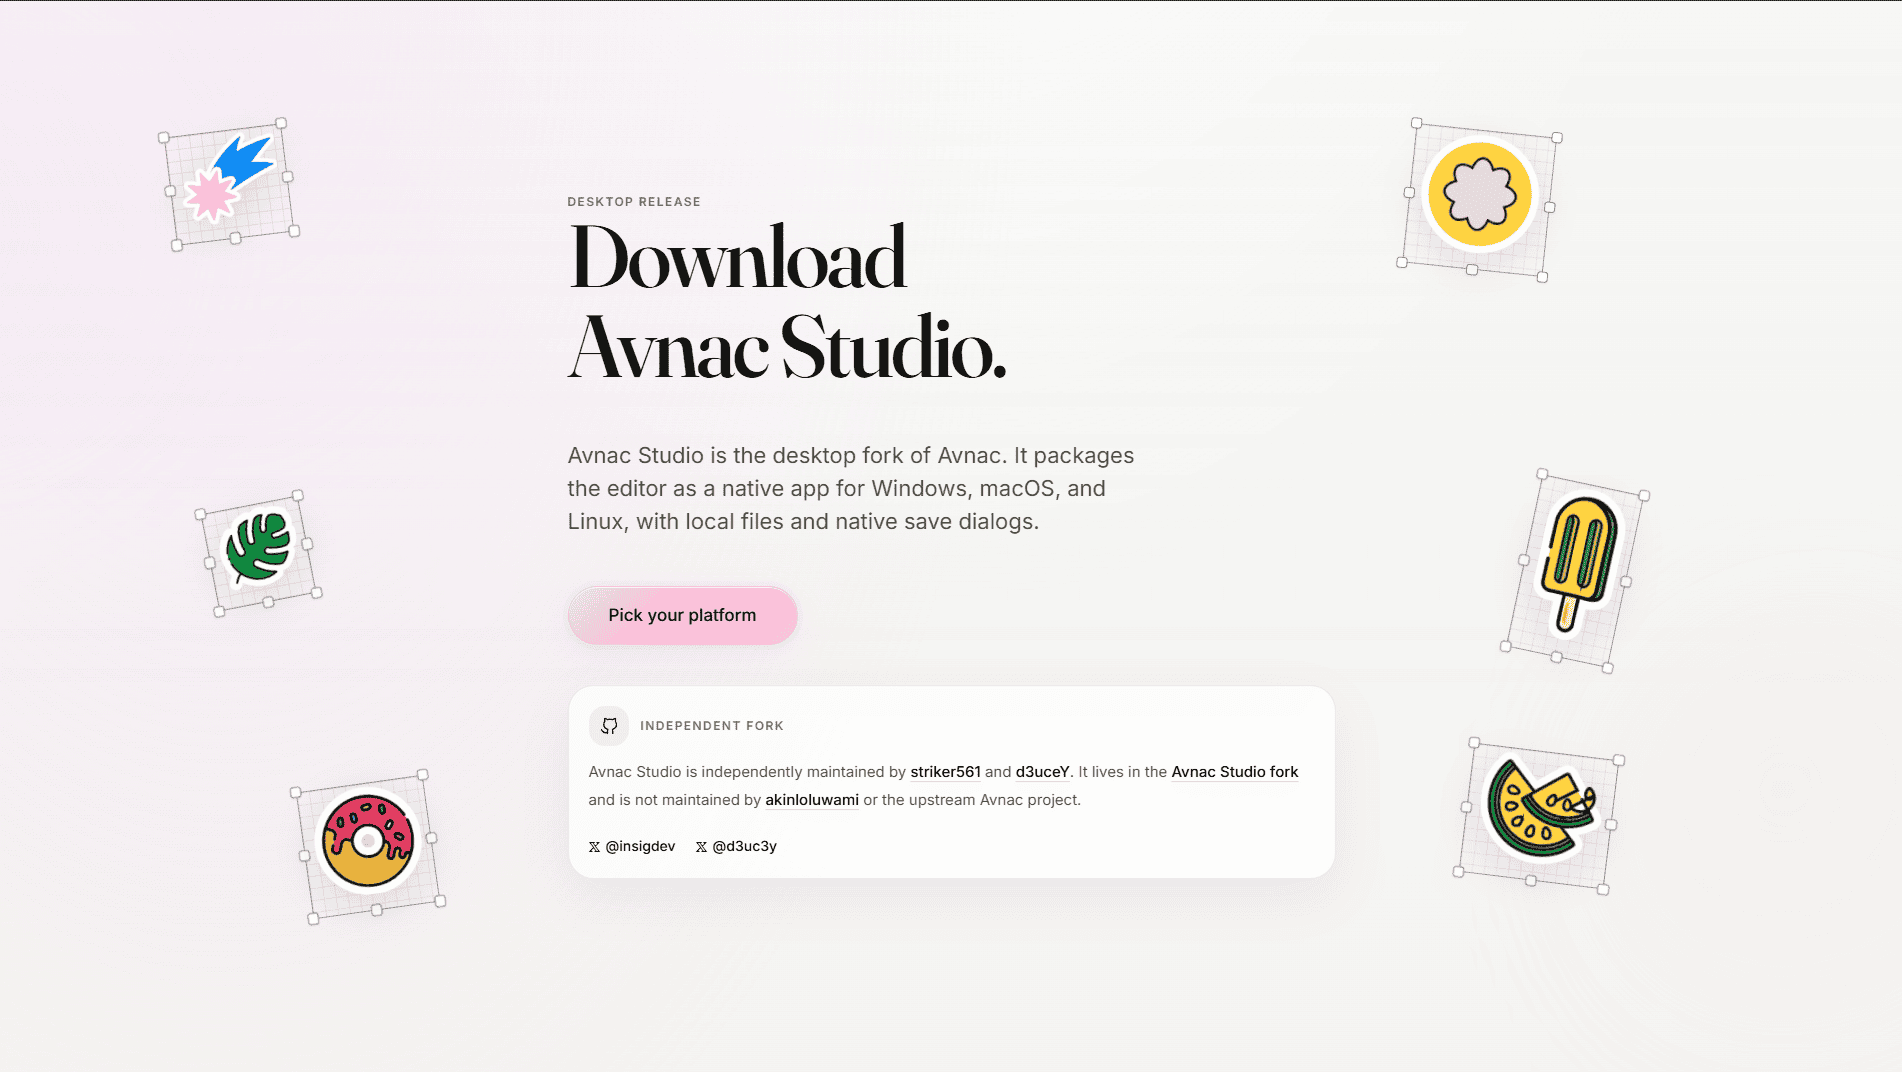 DESKTOP RELEASE
Download
Avnac Studio.
Avnac Studio is the desktop fork of Avnac. It packages
the editor as a native app for Windows, macOS, and
Linux, with local files and native save dialogs.
Pick your platform
INDEPENDENT FORK
Avnac Studio is independently maintained by striker561 and d3uceY. It lives in the Avnac Studio fork
and is not maintained by akinloluwami or the upstream Avnac project.
@insigdev @d3uc3y